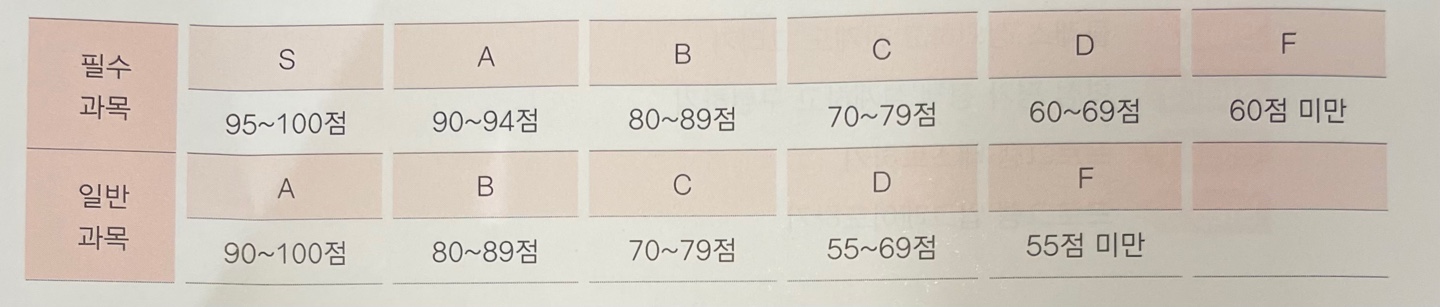 필수 과목 S A B C D F
95~100점 90~94점 80~89점 70~79점 60~69점 60점 미만
일반 과목 A B C D F
90~100점 80~89점 70~79점 55~69점 55점 미만